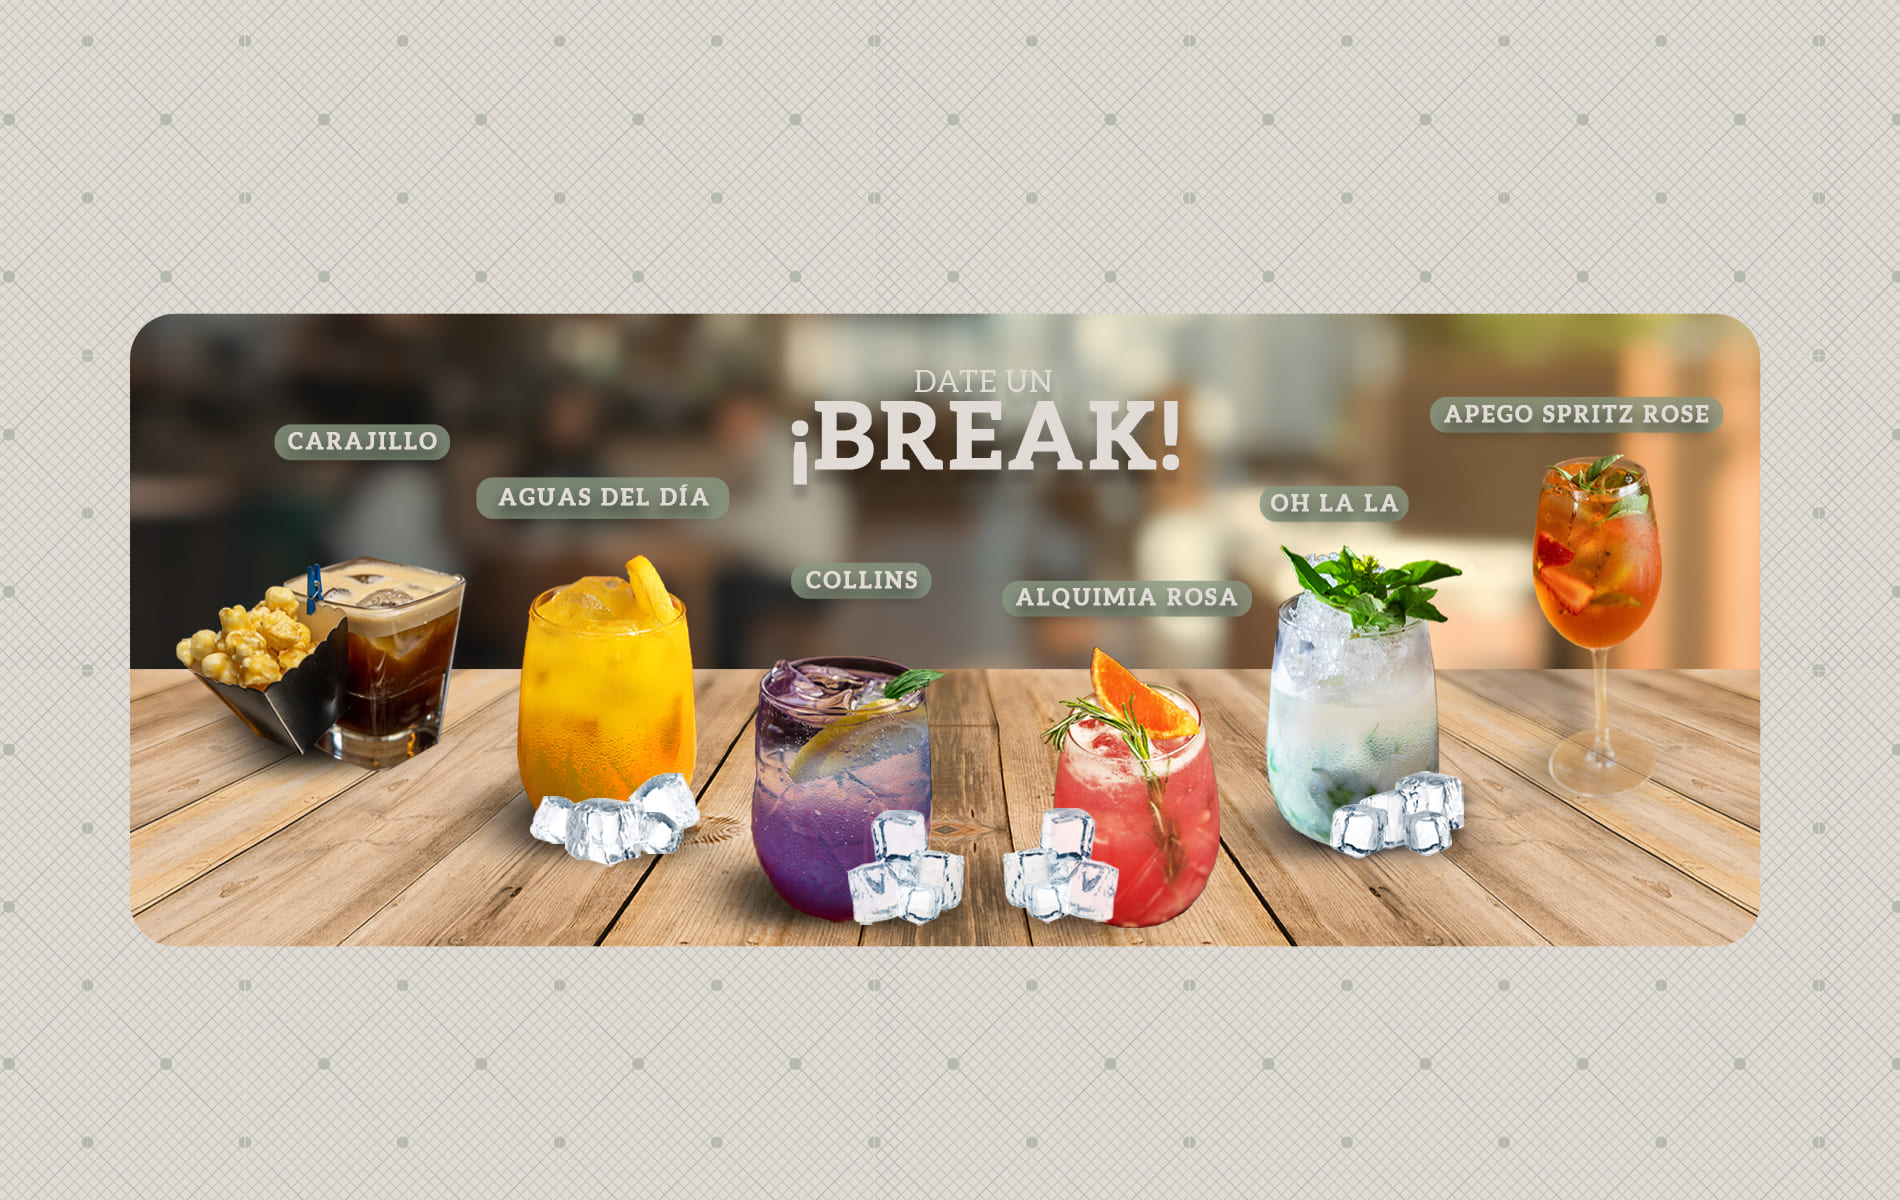 DATE UN
¡BREAK!
APEGO SPRITZ ROSE
CARAJILLO
AGUAS DEL DÍA
OH LA LA
COLLINS
ALQUIMIA ROSA